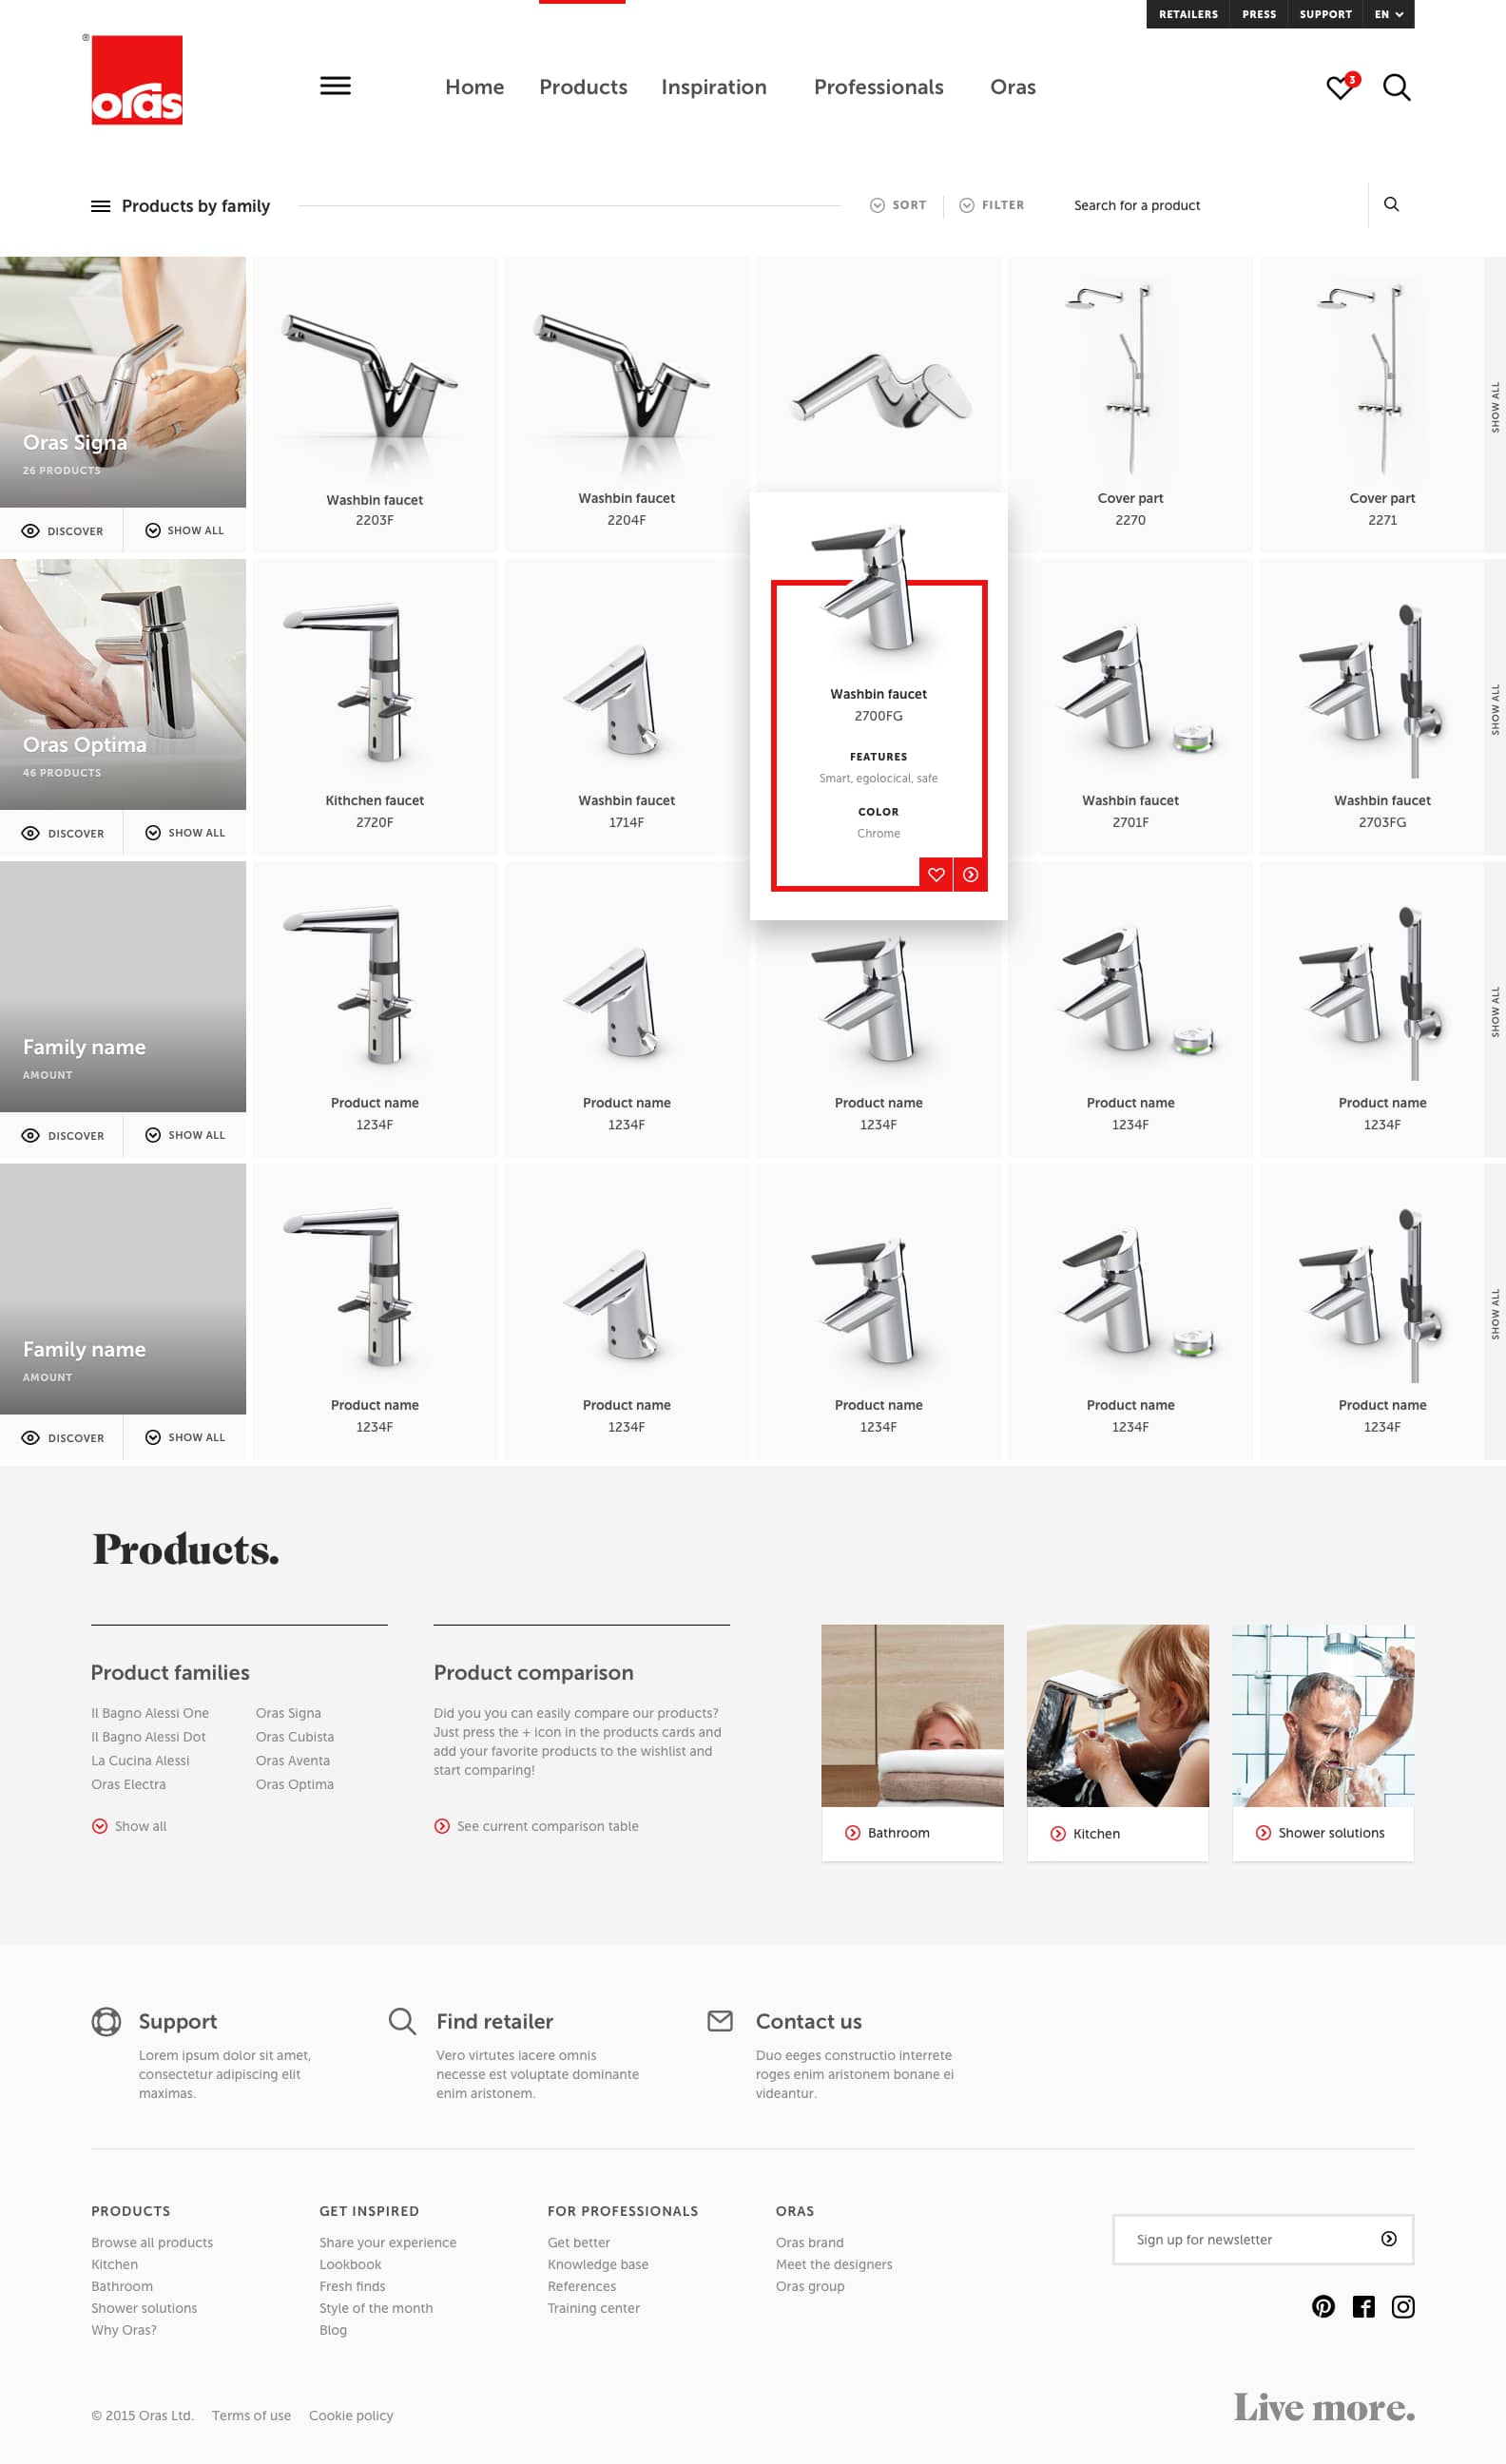 RETAILERS PRESS SUPPORT EN
®
oras
Home Products Inspiration Professionals Oras
3
Products by family
SORT FILTER Search for a product
Oras Signa
26 PRODUCTS
DISCOVER SHOW ALL
Washbin faucet
2203F
Washbin faucet
2204F
Cover part
2270
Cover part
2271
SHOW ALL
Oras Optima
46 PRODUCTS
DISCOVER SHOW ALL
Kithchen faucet
2720F
Washbin faucet
1714F
Washbin faucet
2700FG
FEATURES
Smart, egolocical, safe
COLOR
Chrome
Washbin faucet
2701F
Washbin faucet
2703FG
SHOW ALL
Family name
AMOUNT
DISCOVER SHOW ALL
Product name
1234F
Product name
1234F
Product name
1234F
Product name
1234F
Product name
1234F
SHOW ALL
Family name
AMOUNT
DISCOVER SHOW ALL
Product name
1234F
Product name
1234F
Product name
1234F
Product name
1234F
Product name
1234F
SHOW ALL
Products.
Product families
Il Bagno Alessi One
Il Bagno Alessi Dot
La Cucina Alessi
Oras Electra
Oras Signa
Oras Cubista
Oras Aventa
Oras Optima
Show all
Product comparison
Did you you can easily compare our products?
Just press the + icon in the products cards and
add your favorite products to the wishlist and
start comparing!
See current comparison table
Bathroom
Kitchen
Shower solutions
Support
Lorem ipsum dolor sit amet,
consectetur adipiscing elit
maximas.
Find retailer
Vero virtutes iacere omnis
necesse est voluptate dominante
enim aristonem.
Contact us
Duo eeges constructio interrete
roges enim aristonem bonane ei
videantur.
PRODUCTS
Browse all products
Kitchen
Bathroom
Shower solutions
Why Oras?
GET INSPIRED
Share your experience
Lookbook
Fresh finds
Style of the month
Blog
FOR PROFESSIONALS
Get better
Knowledge base
References
Training center
ORAS
Oras brand
Meet the designers
Oras group
Sign up for newsletter
© 2015 Oras Ltd. Terms of use Cookie policy
Live more.